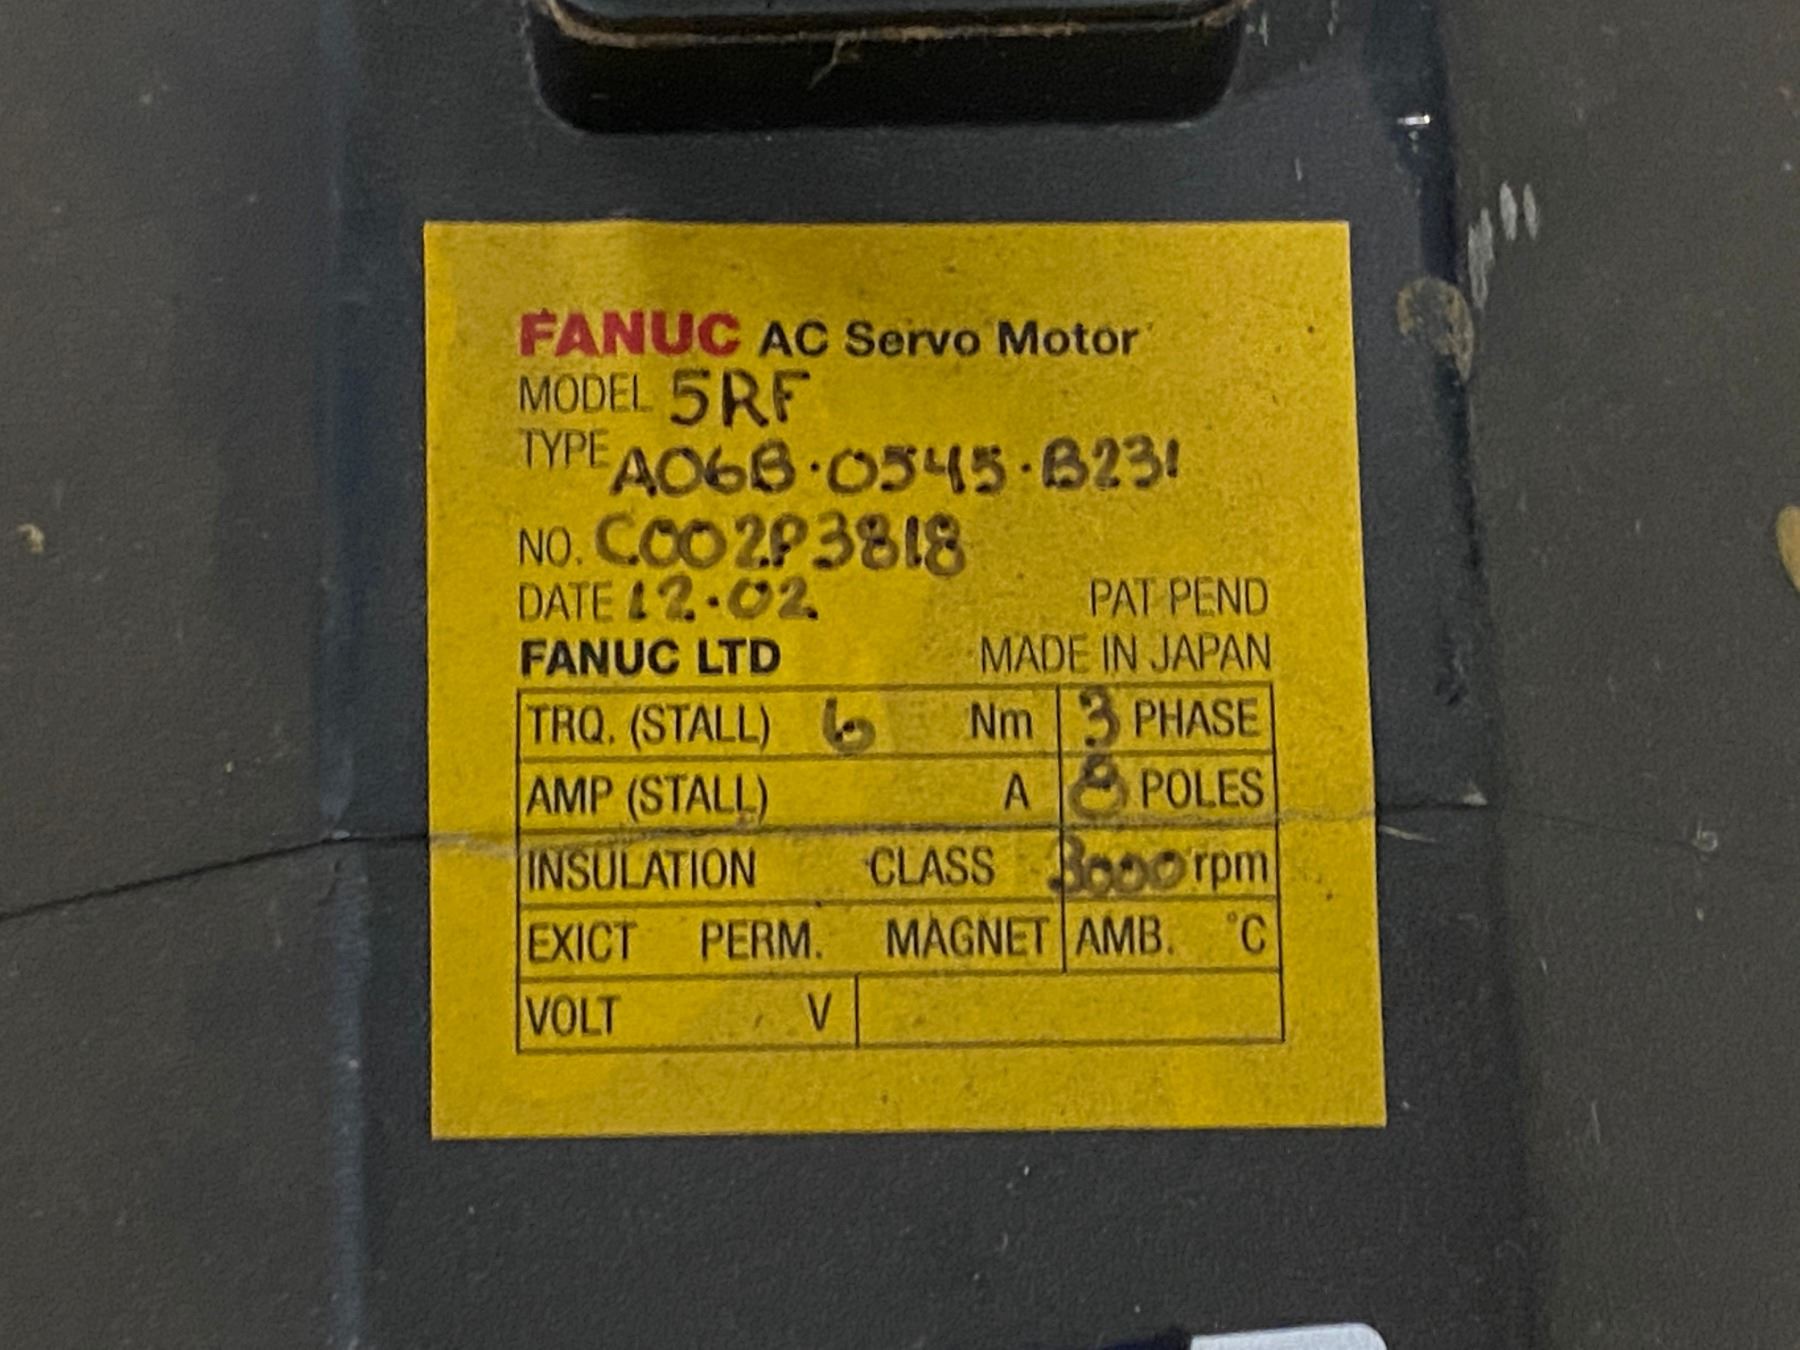 FANUC AC Servo Motor
MODEL 5RF
TYPE A06B·0545·B231
NO. C002P3818
DATE 12·02 PAT PEND
FANUC LTD MADE IN JAPAN
TRQ. (STALL) 6 Nm 3 PHASE
AMP (STALL) A 8 POLES
INSULATION CLASS 3000 rpm
EXICT PERM. MAGNET AMB. °C
VOLT V